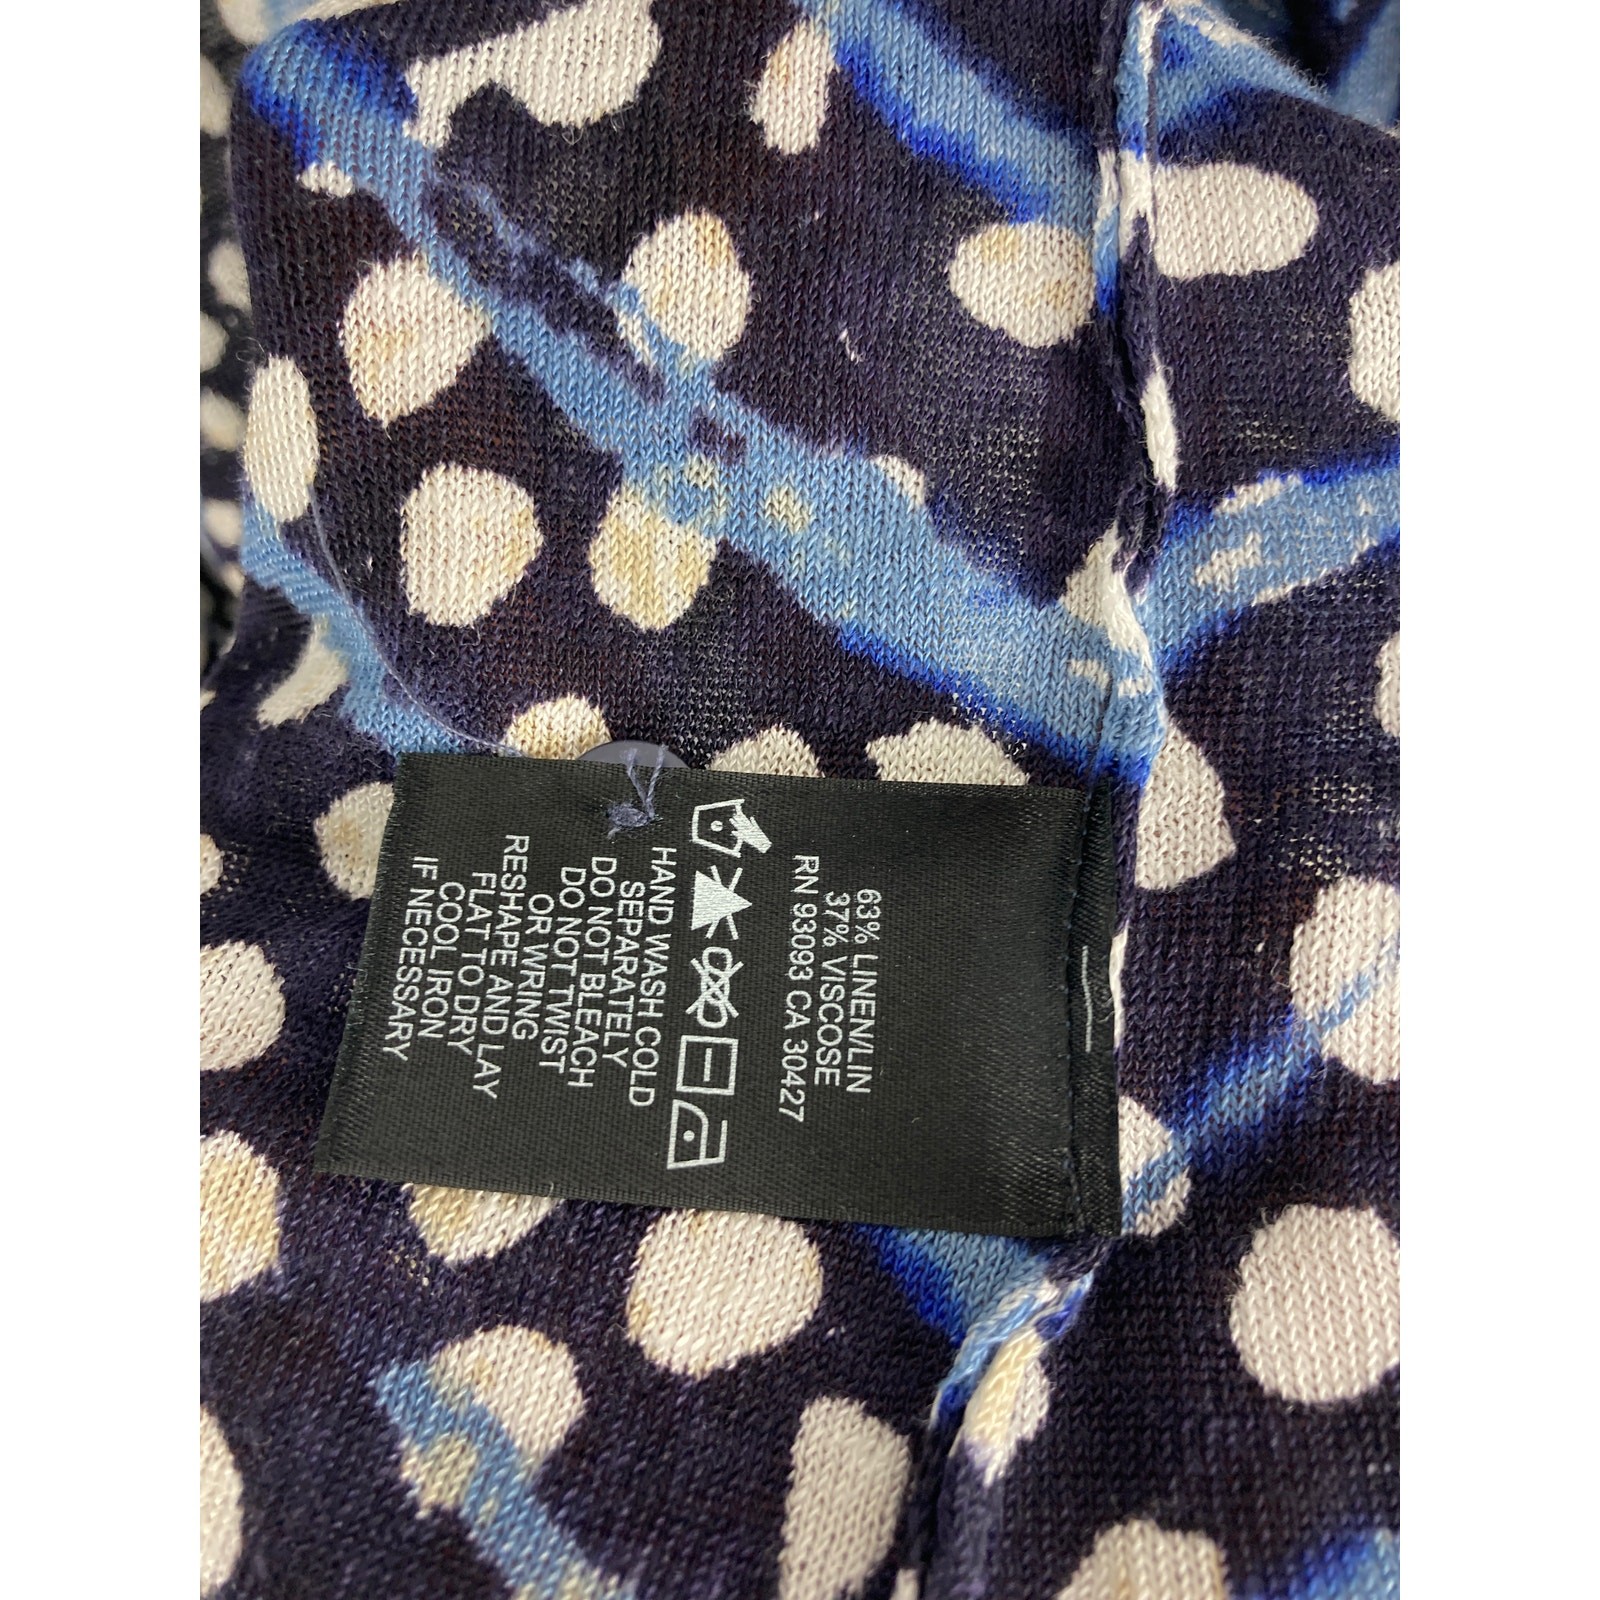 63% LINEN/LIN
37% VISCOSE
RN 93093 CA 30427
HAND WASH COLD
SEPARATELY
DO NOT BLEACH
DO NOT TWIST
OR WRING
RESHAPE AND LAY
FLAT TO DRY
COOL IRON
IF NECESSARY